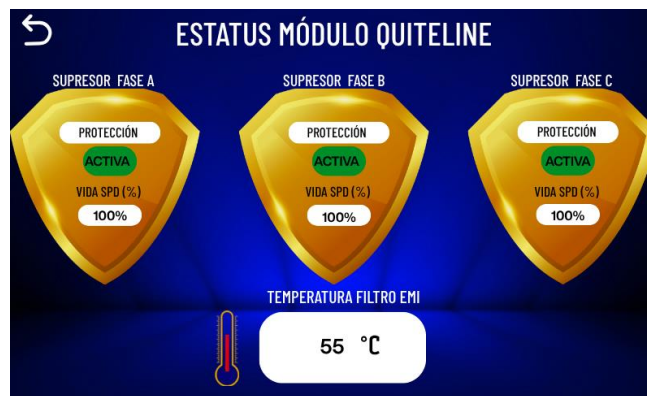 ESTATUS MÓDULO QUITELINE
SUPRESOR FASE A
PROTECCIÓN
ACTIVA
VIDA SPD (%)
100%
SUPRESOR FASE B
PROTECCIÓN
ACTIVA
VIDA SPD (%)
100%
SUPRESOR FASE C
PROTECCIÓN
ACTIVA
VIDA SPD (%)
100%
TEMPERATURA FILTRO EMI
55 °C